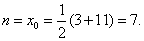 n = x₀ = 1/2 (3+11) = 7.